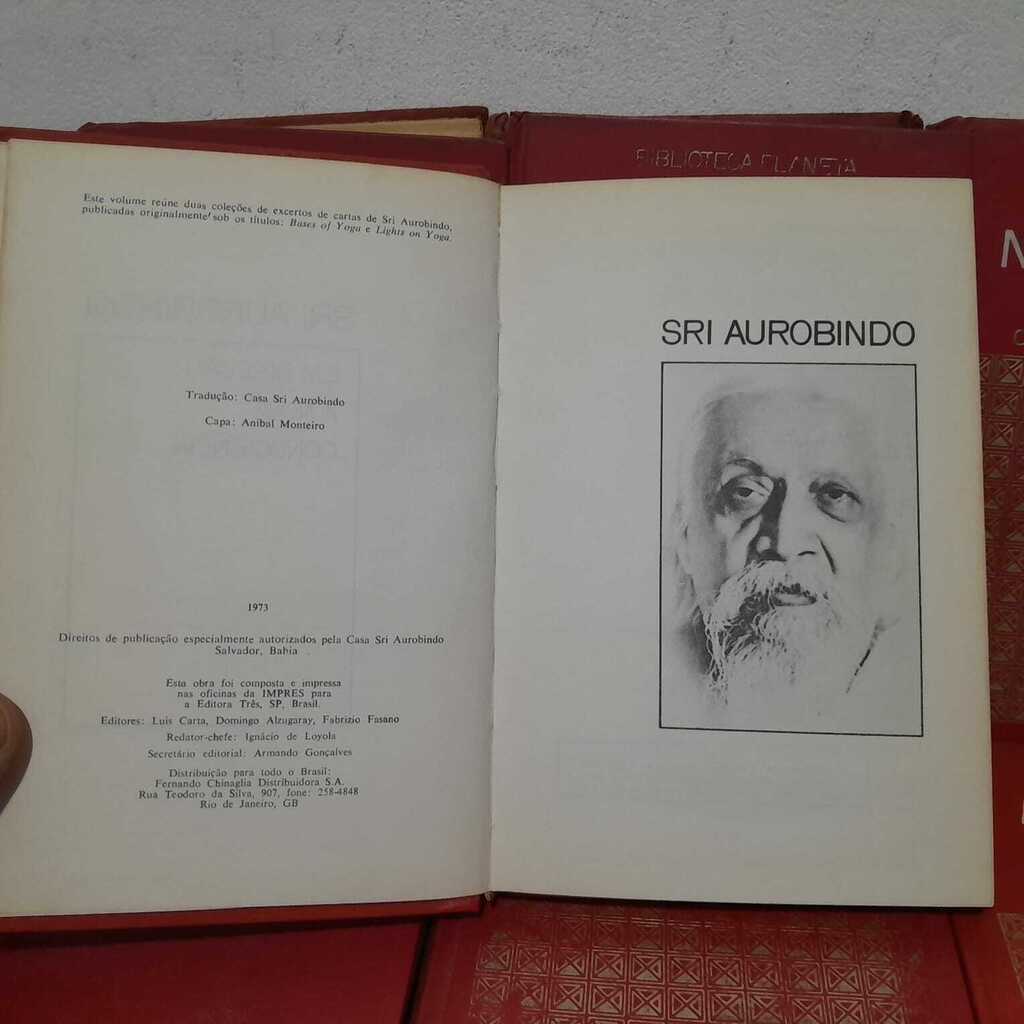 Este volume reúne duas coleções de excertos de cartas de Sri Aurobindo,
publicadas originalmente sob os títulos: Bases of Yoga e Lights on Yoga.
Tradução: Casa Sri Aurobindo
Capa: Anibal Monteiro
1973
Direitos de publicação especialmente autorizados pela Casa Sri Aurobindo
Salvador, Bahia
Esta obra foi composta e impressa
nas oficinas da IMPRES para
a Editora Três, SP, Brasil.
Editores: Luis Carta, Domingo Alzugaray, Fabrizio Fasano
Redator-chefe: Ignácio de Loyola
Secretário editorial: Armando Gonçalves
Distribuição para todo o Brasil:
Fernando Chinaglia Distribuidora S.A.
Rua Teodoro da Silva, 907, fone: 258-4848
Rio de Janeiro, GB
BIBLIOTECA PLANETA
SRI AUROBINDO